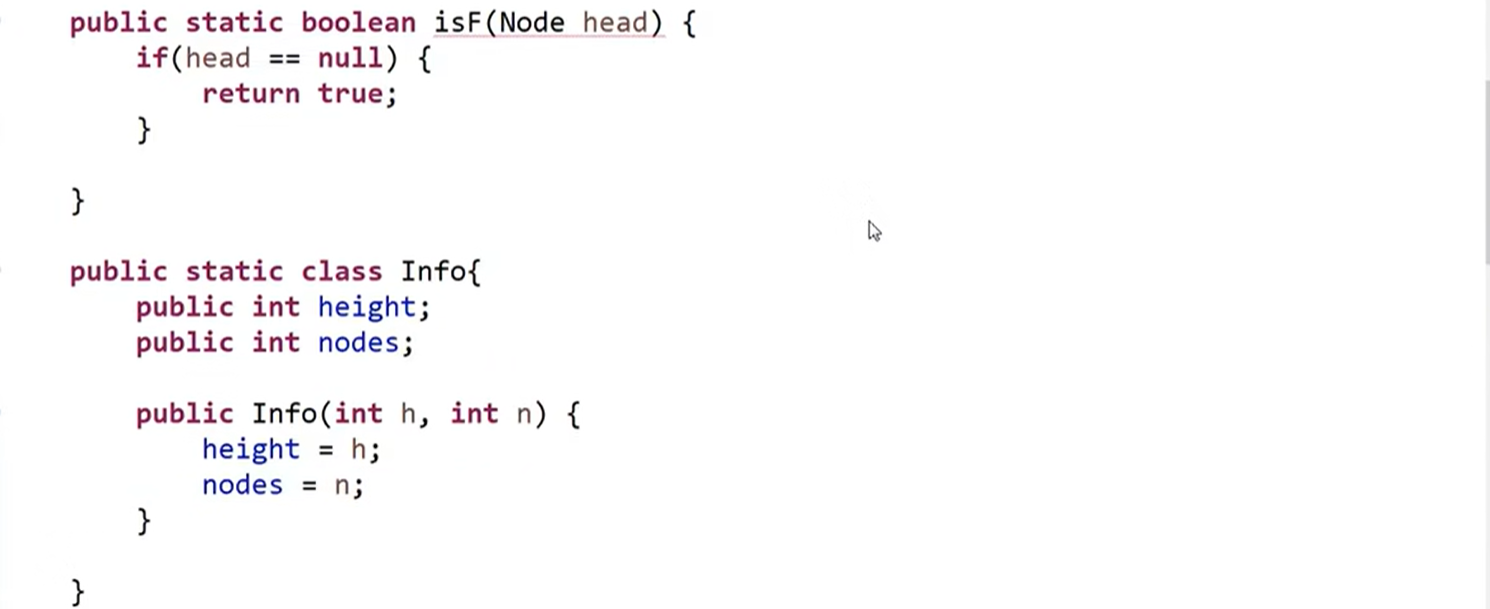 public static boolean isF(Node head) {
if(head == null) {
return true;
}
}
public static class Info{
public int height;
public int nodes;
public Info(int h, int n) {
height = h;
nodes = n;
}
}